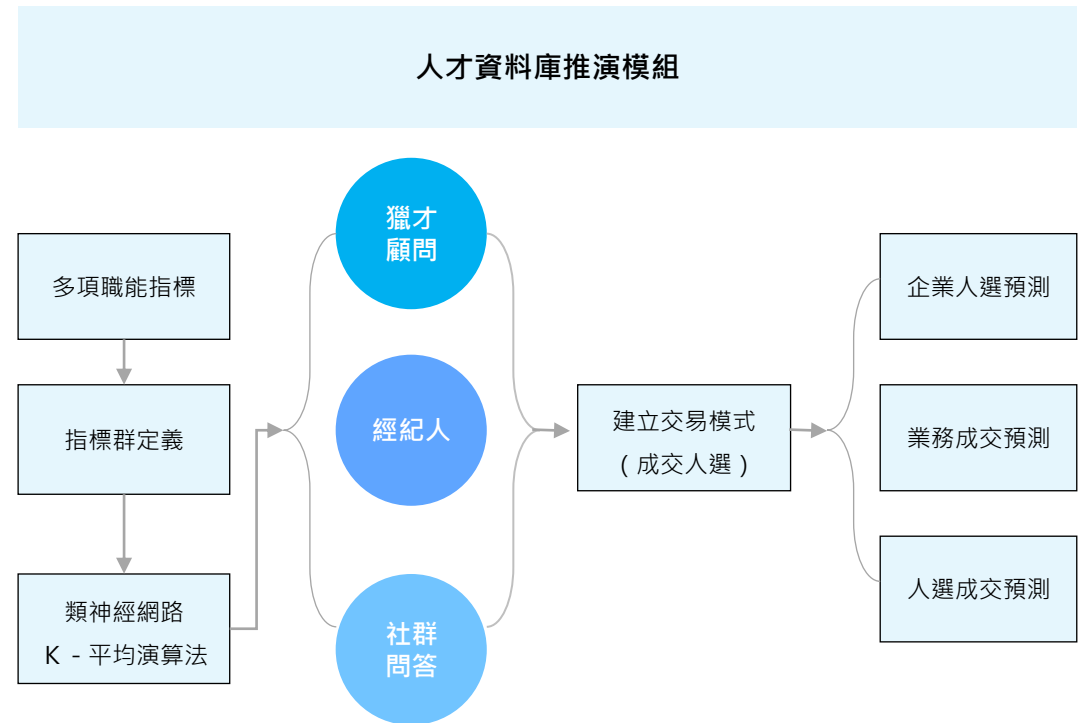 人才資料庫推演模組
多項職能指標
指標群定義
類神經網路
K - 平均演算法
獵才
顧問
經紀人
社群
問答
建立交易模式
( 成交人選 )
企業人選預測
業務成交預測
人選成交預測